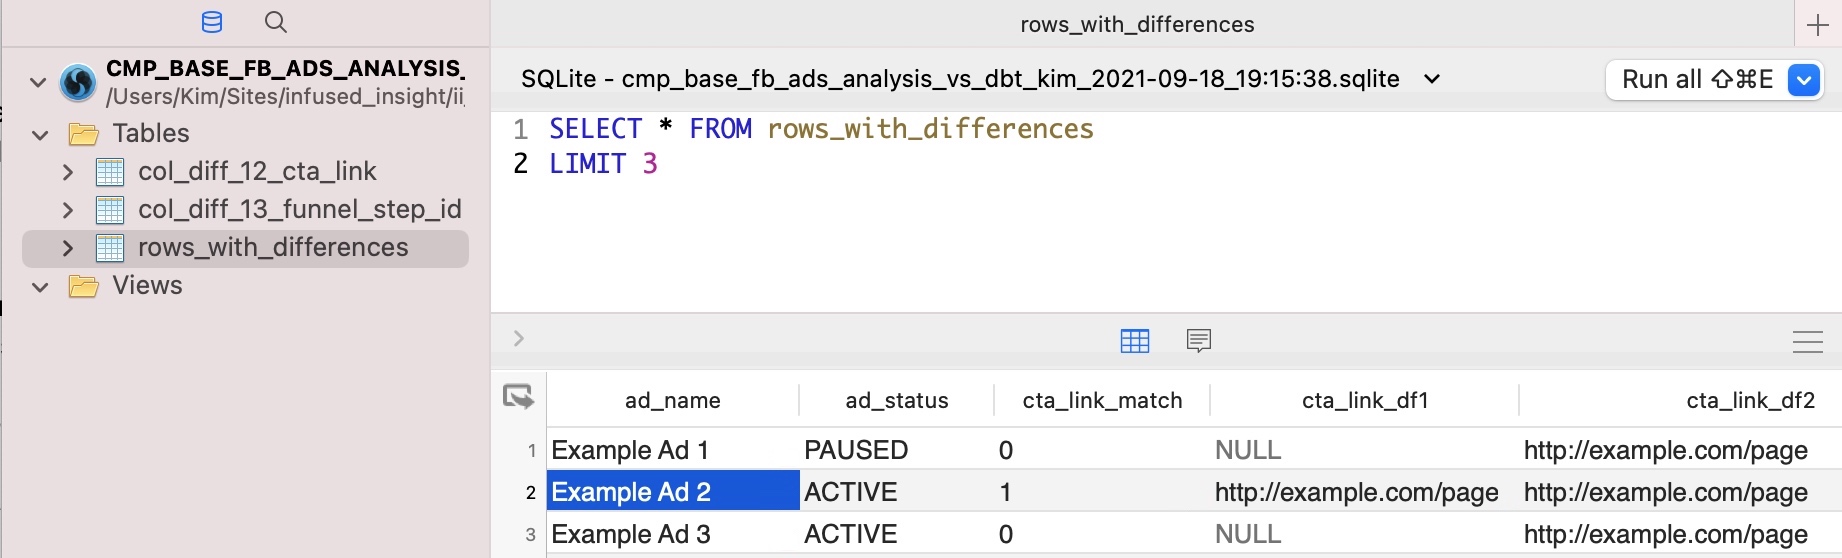 rows_with_differences
CMP_BASE_FB_ADS_ANALYSIS_
/Users/Kim/Sites/infused_insight/ii
Tables
col_diff_12_cta_link
col_diff_13_funnel_step_id
rows_with_differences
Views
SQLite - cmp_base_fb_ads_analysis_vs_dbt_kim_2021-09-18_19:15:38.sqlite
Run all ⇧⌘E
1 SELECT * FROM rows_with_differences
2 LIMIT 3
ad_name ad_status cta_link_match cta_link_df1 cta_link_df2
1 Example Ad 1 PAUSED 0 NULL http://example.com/page
2 Example Ad 2 ACTIVE 1 http://example.com/page http://example.com/page
3 Example Ad 3 ACTIVE 0 NULL http://example.com/page